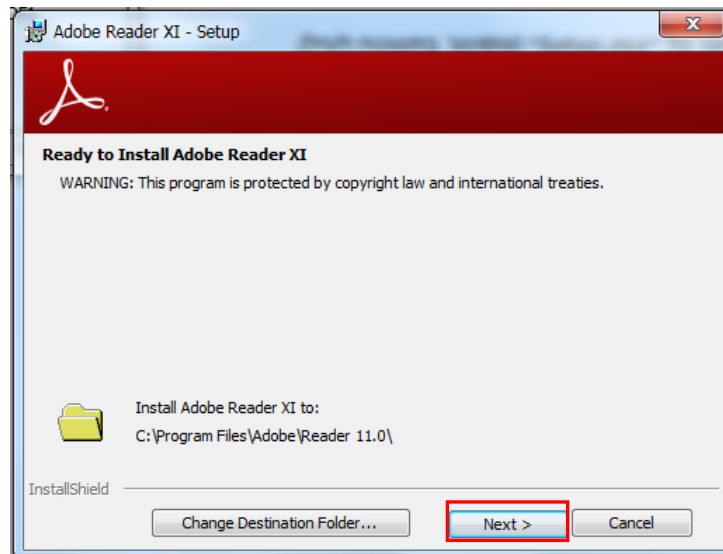 Adobe Reader XI - Setup
Ready to Install Adobe Reader XI
WARNING: This program is protected by copyright law and international treaties.
Install Adobe Reader XI to:
C:\Program Files\Adobe\Reader 11.0\
InstallShield
Change Destination Folder...
Next >
Cancel